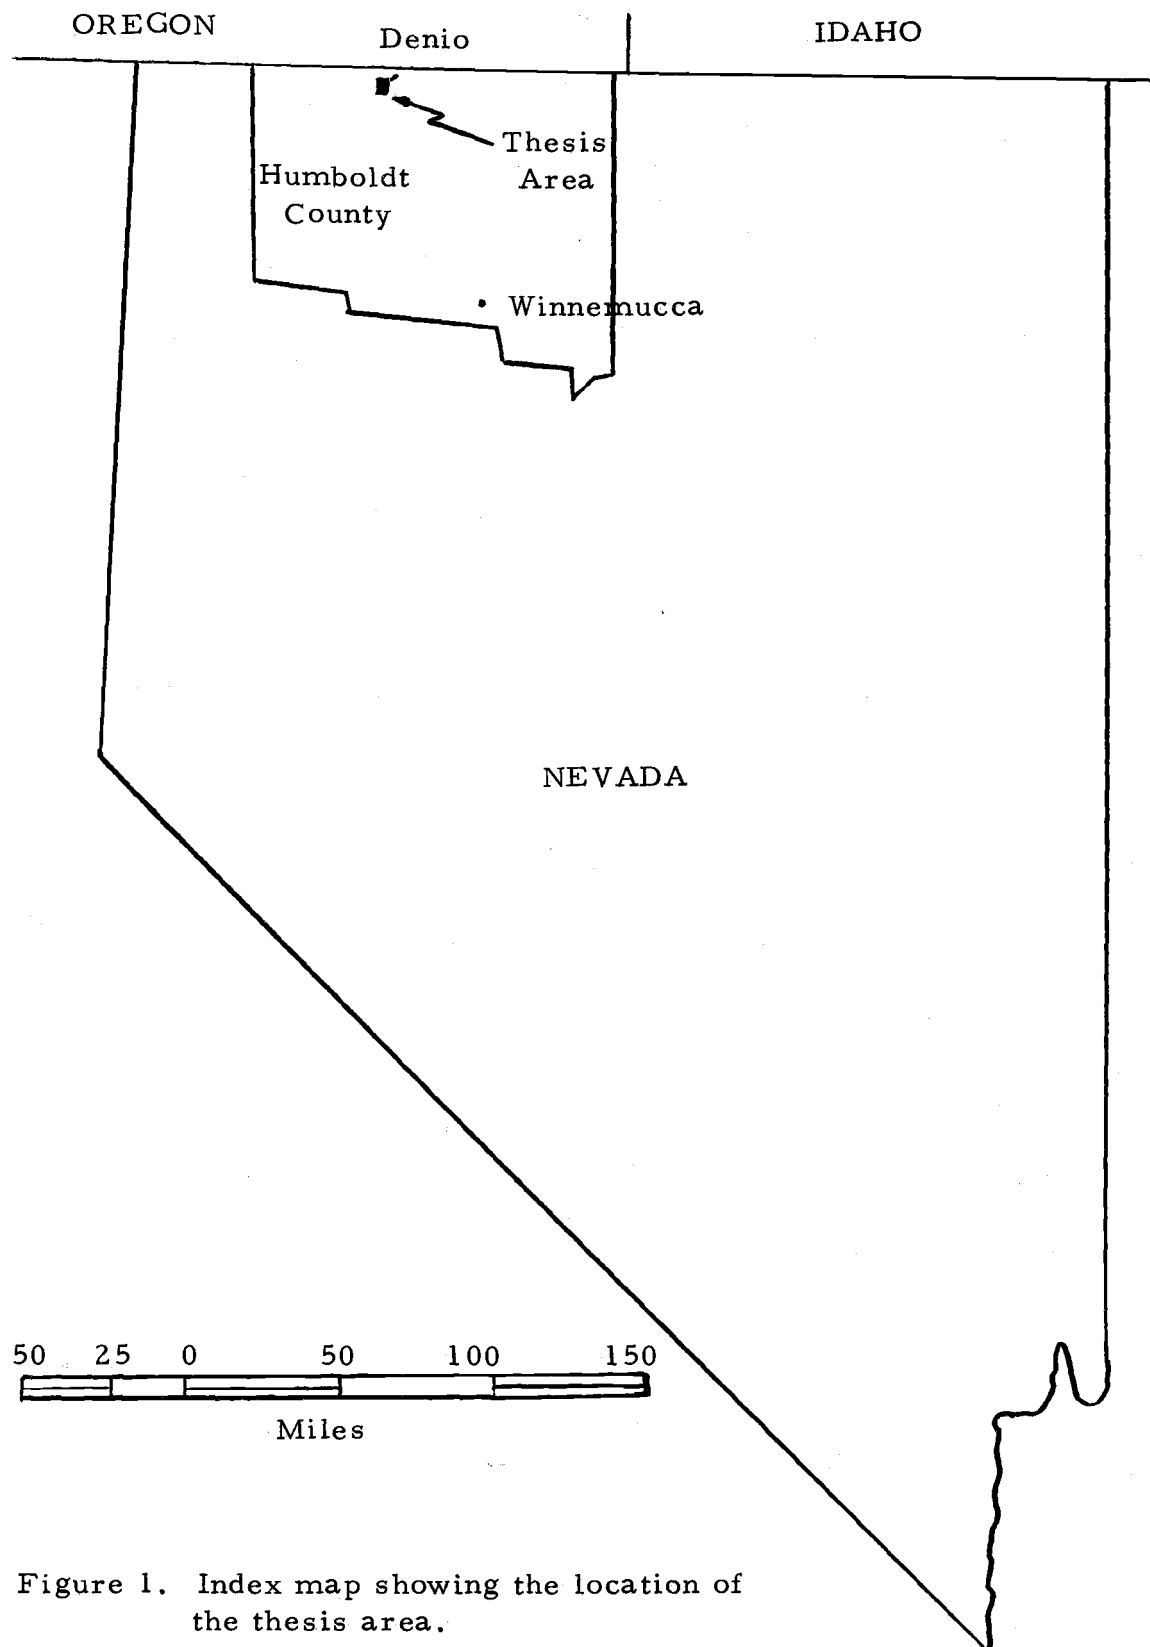 OREGON
Denio
IDAHO
Thesis
Area
Humboldt
County
Winnemucca
NEVADA
50 25 0 50 100 150
Miles
Figure 1. Index map showing the location of
the thesis area.